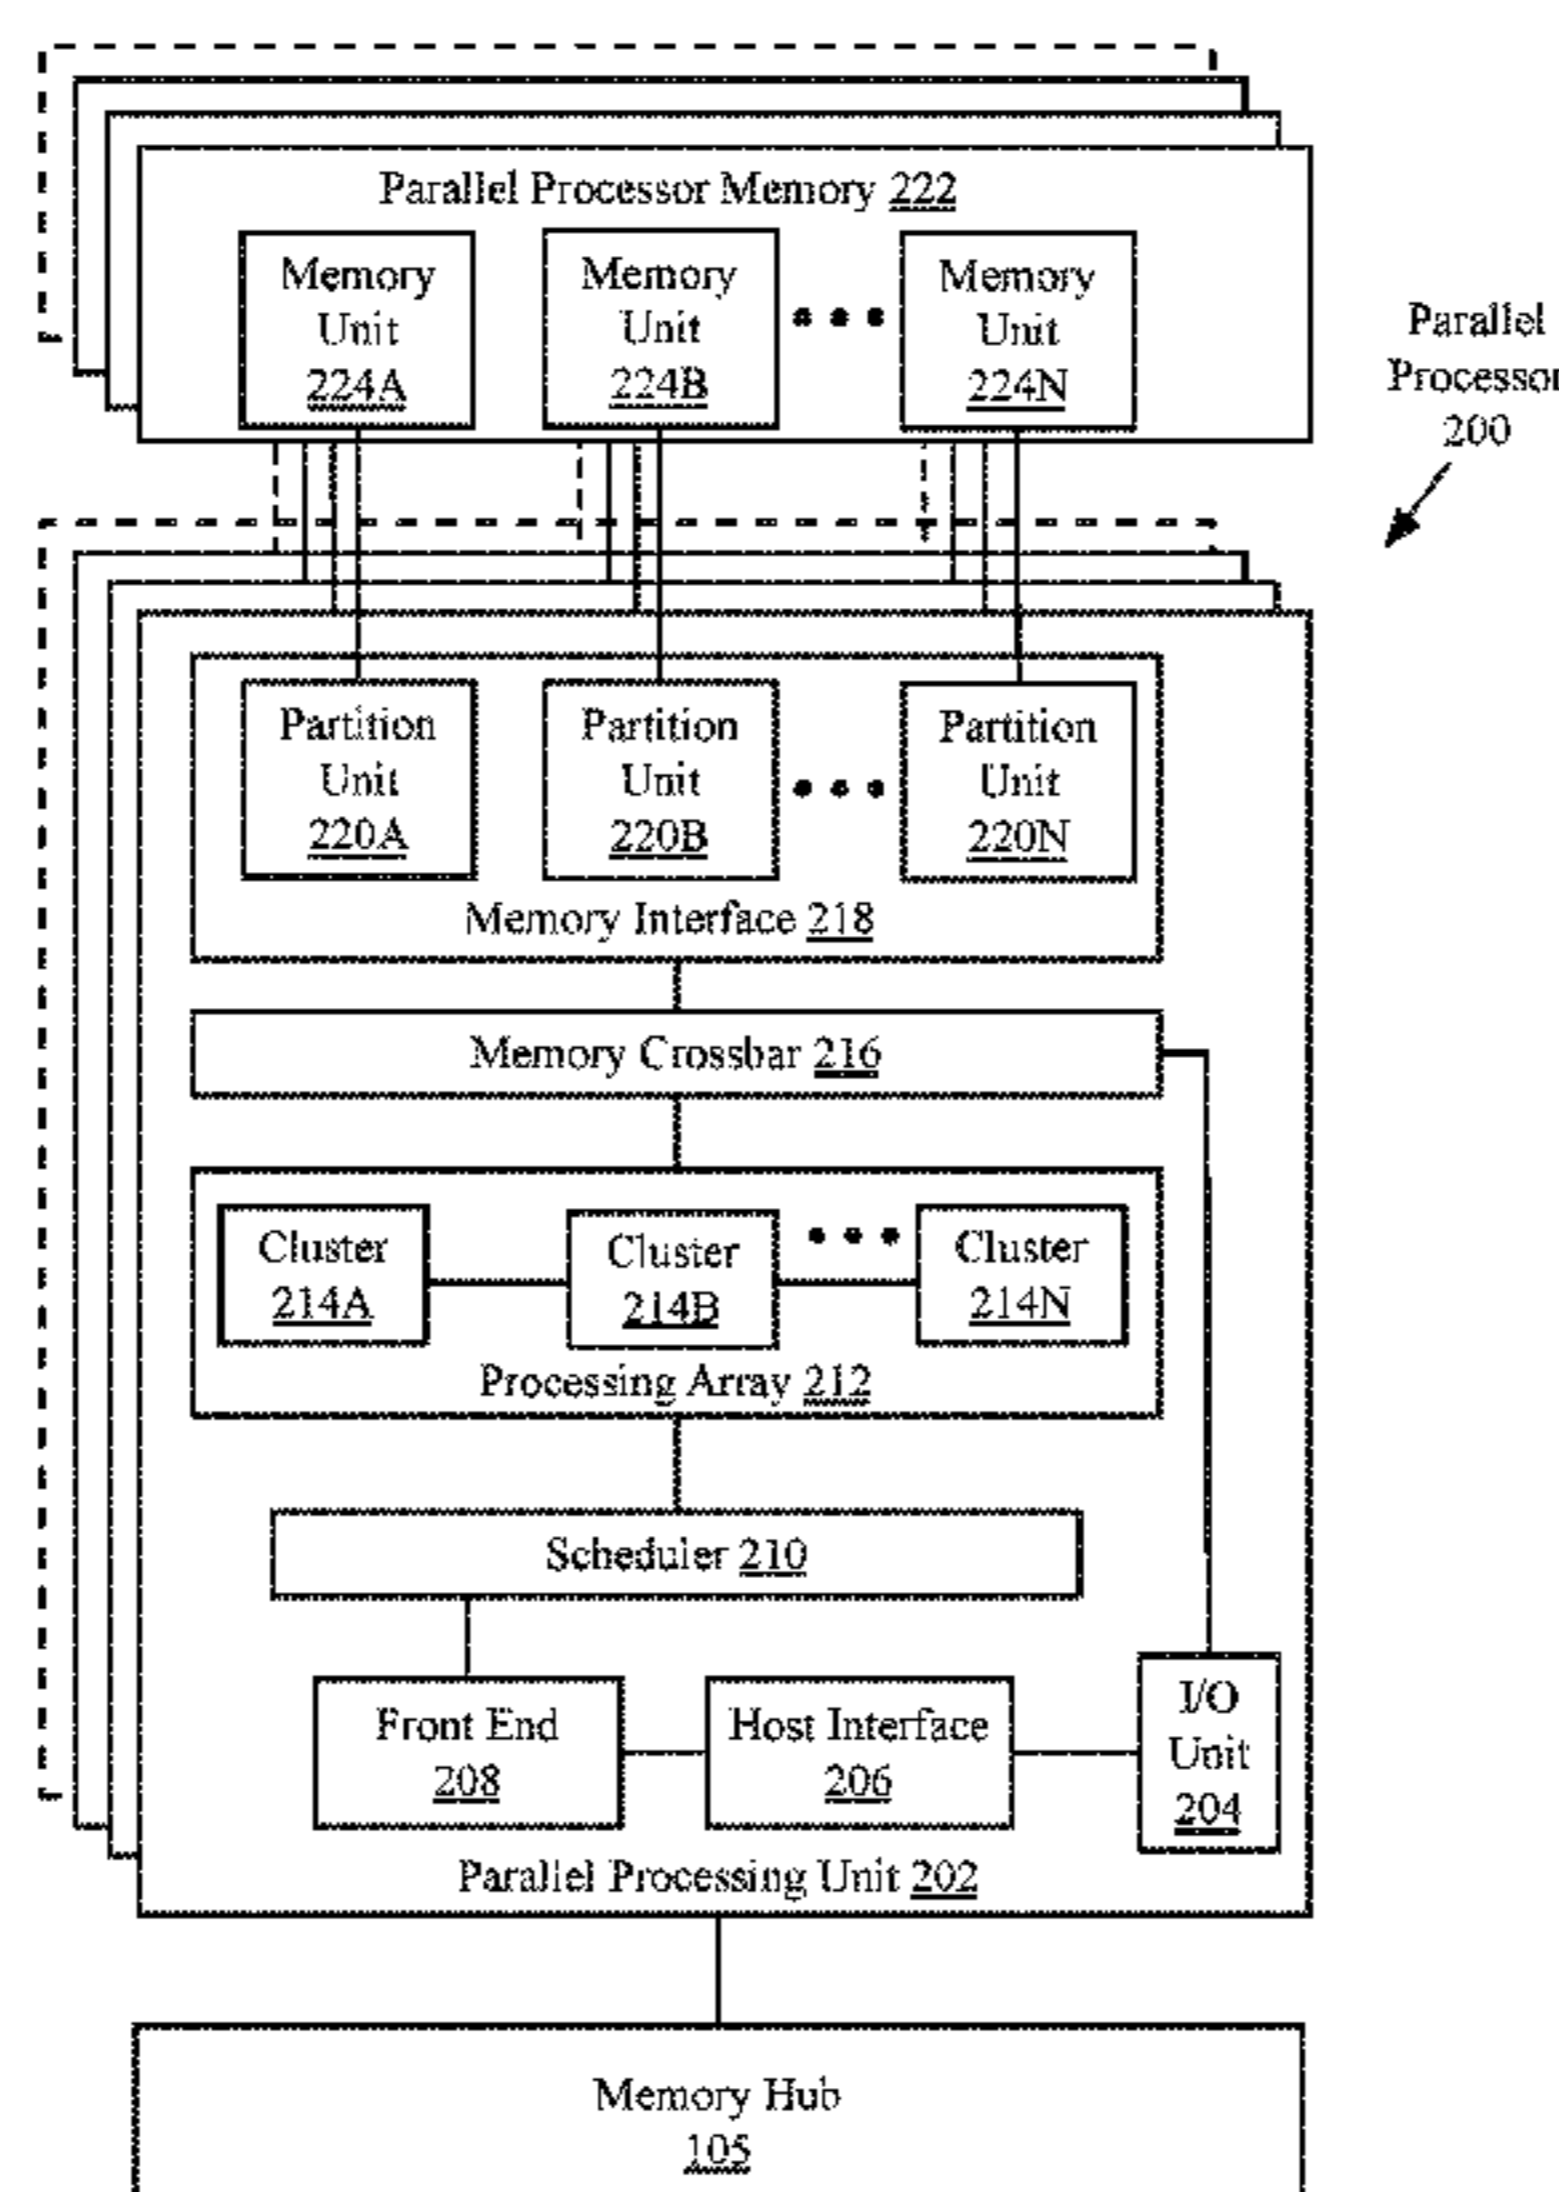 Parallel Processor Memory 222
Memory
Unit
224A
Memory
Unit
224B
Memory
Unit
224N
Parallel
Processor
200
Partition
Unit
220A
Partition
Unit
220B
Partition
Unit
220N
Memory Interface 218
Memory Crossbar 216
Cluster
214A
Cluster
214B
Cluster
214N
Processing Array 212
Scheduler 210
Front End
208
Host Interface
206
I/O
Unit
204
Parallel Processing Unit 202
Memory Hub
105